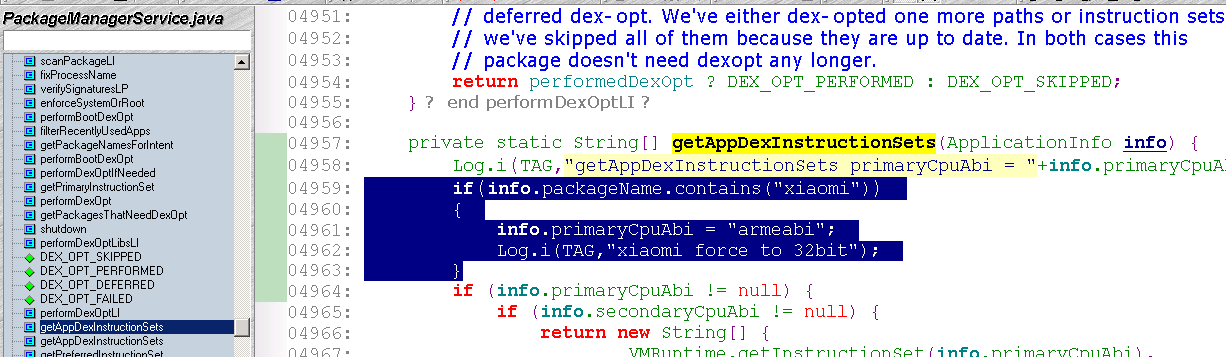 PackageManagerService.java
scanPackageLI
fixProcessName
verifySignaturesLP
enforceSystemOrRoot
performBootDexOpt
filterRecentlyUsedApps
getPackageNamesForIntent
performBootDexOpt
performDexOptIfNeeded
getPrimaryInstructionSet
performDexOpt
getPackagesThatNeedDexOpt
shutdown
performDexOptLibsLI
DEX_OPT_SKIPPED
DEX_OPT_PERFORMED
DEX_OPT_DEFERRED
DEX_OPT_FAILED
performDexOptLI
getAppDexInstructionSets
getAppDexInstructionSets
getPreferredInstructionSet
04951: // deferred dex-opt. We've either dex-opted one more paths or instruction sets
04952: // we've skipped all of them because they are up to date. In both cases this
04953: // package doesn't need dexopt any longer.
04954: return performedDexOpt ? DEX_OPT_PERFORMED : DEX_OPT_SKIPPED;
04955: } ? end performDexOptLI ?
04956:
04957: private static String[] getAppDexInstructionSets(ApplicationInfo info) {
04958: Log.i(TAG,"getAppDexInstructionSets primaryCpuAbi = "+info.primaryCpuA
04959: if(info.packageName.contains("xiaomi"))
04960: {
04961: info.primaryCpuAbi = "armeabi";
04962: Log.i(TAG,"xiaomi force to 32bit");
04963: }
04964: if (info.primaryCpuAbi != null) {
04965: if (info.secondaryCpuAbi != null) {
04966: return new String[] {
04967: VMRuntime.getInstructionSet(info.primaryCpuAbi),